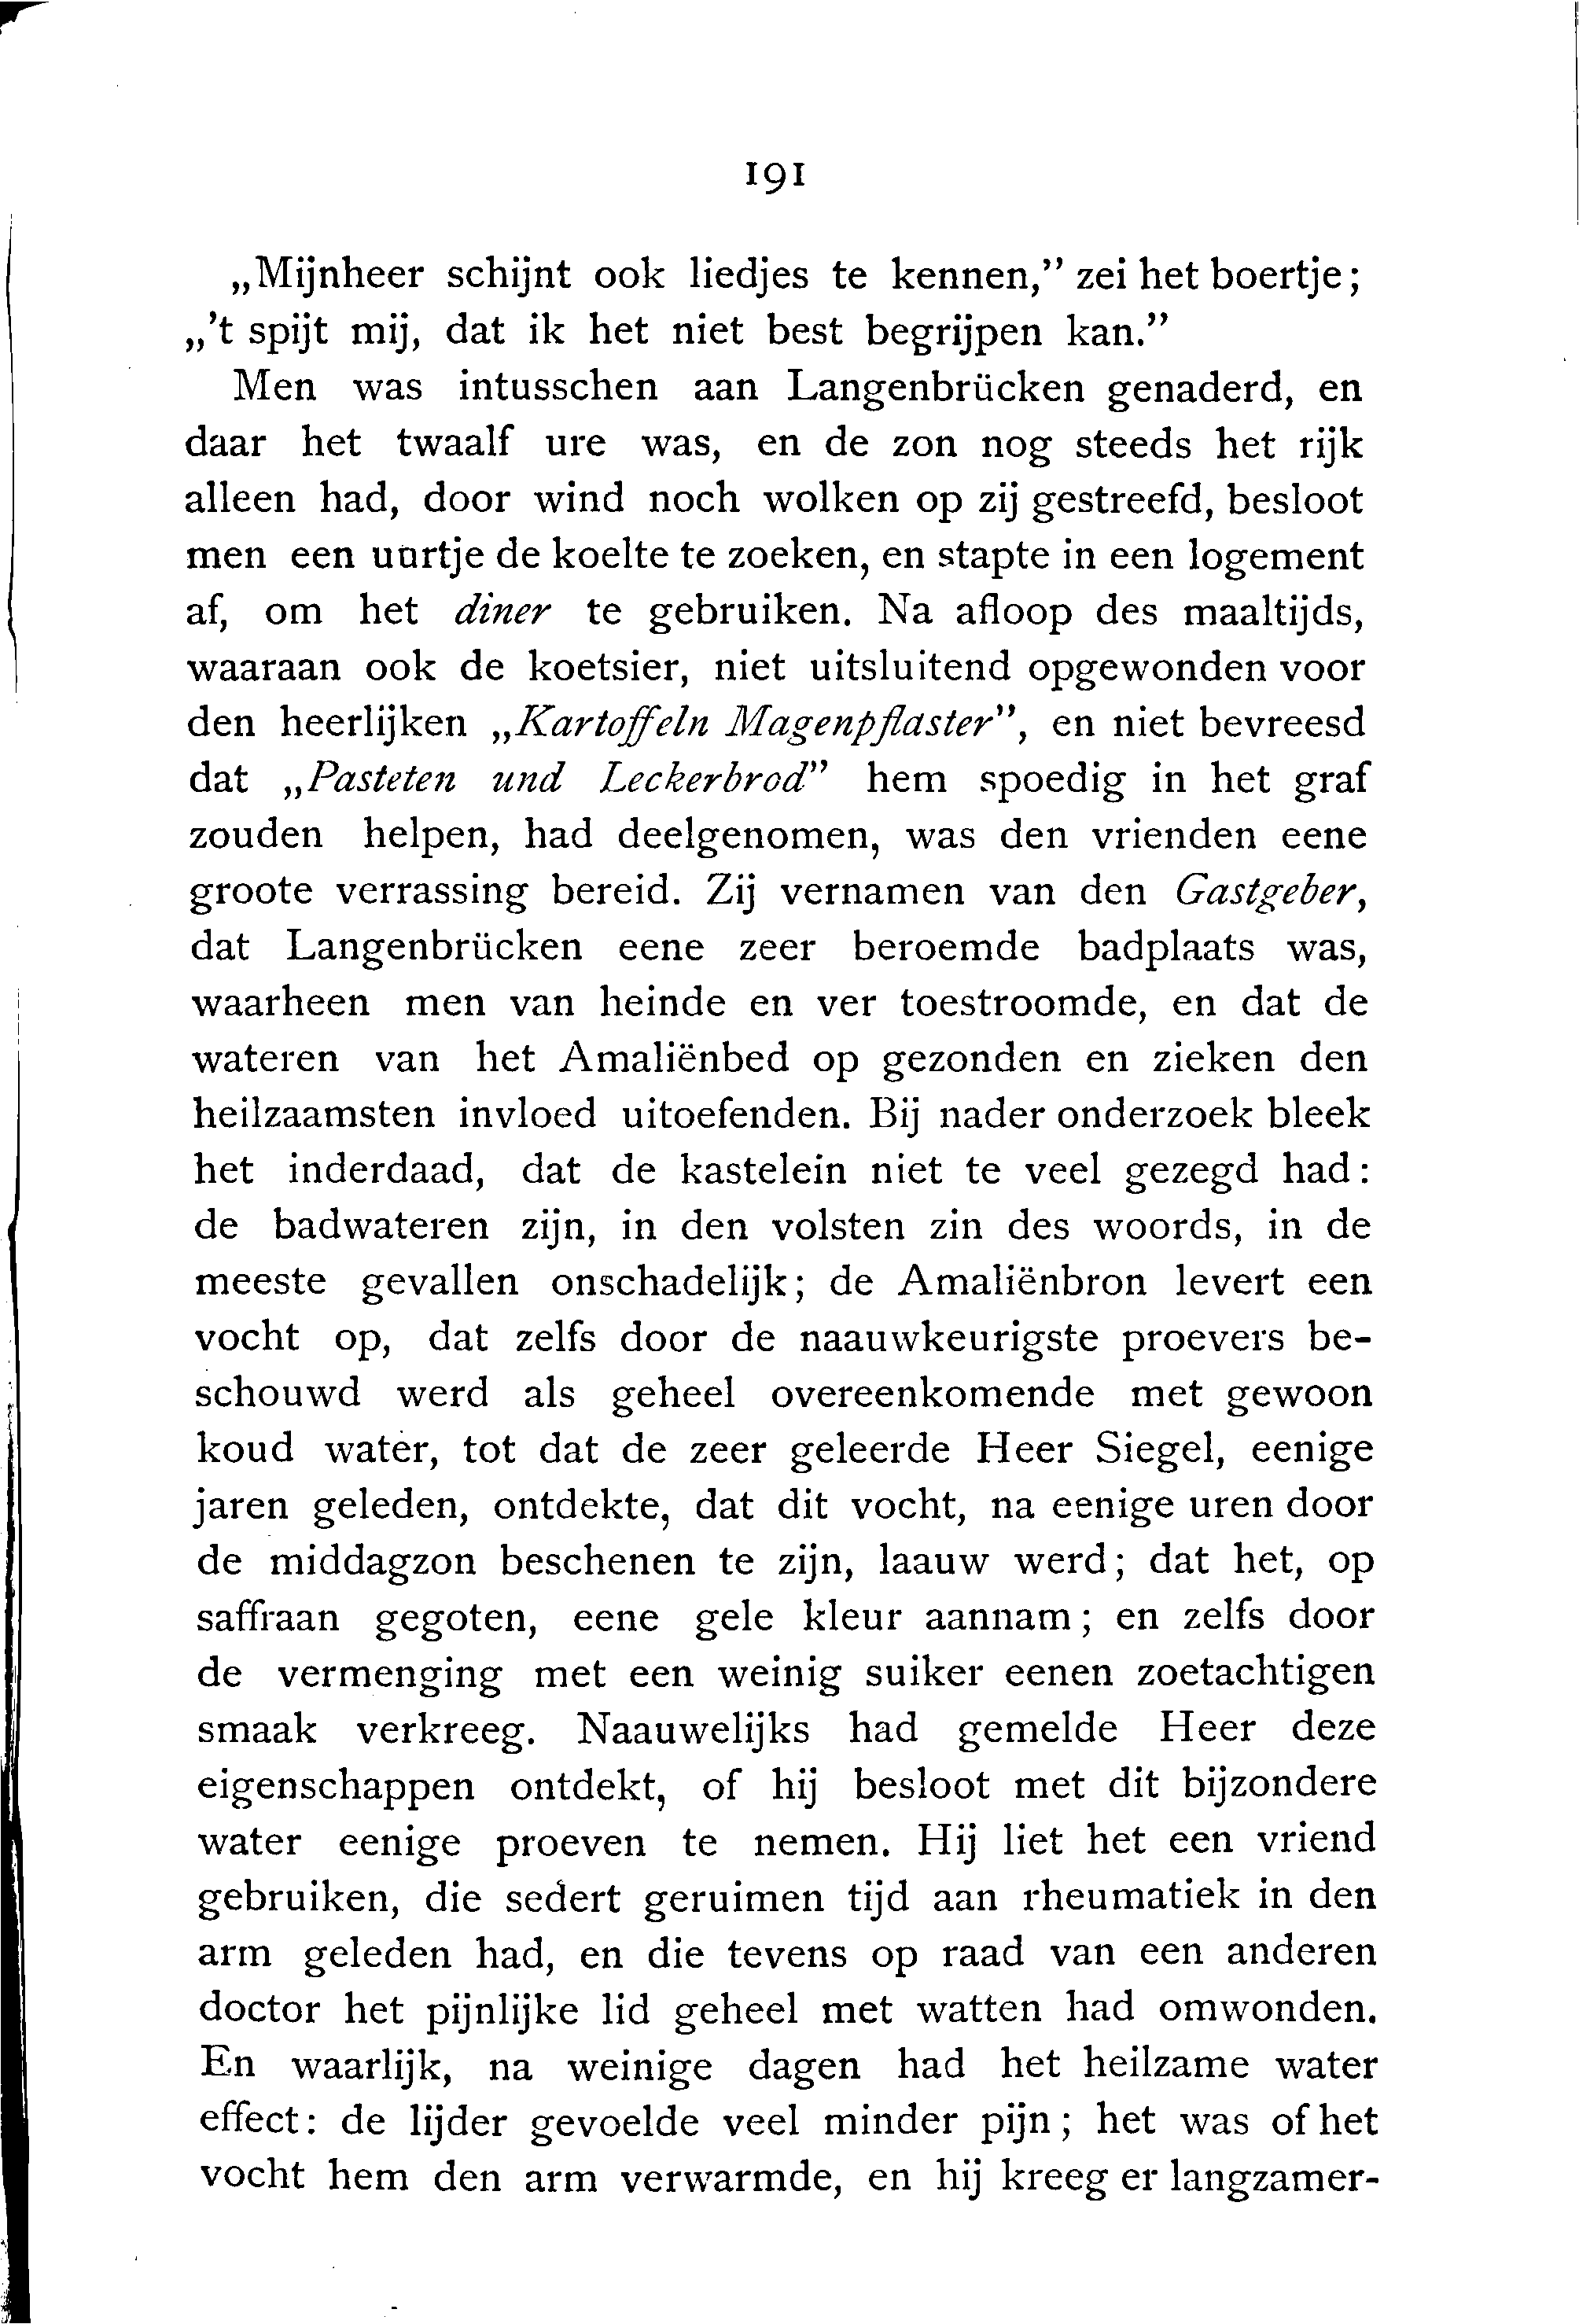 191
„Mijnheer schijnt ook liedjes te kennen,” zei het boertje;
„'t spijt mij, dat ik het niet best begrijpen kan.”
Men was intusschen aan Langenbrücken genaderd, en
daar het twaalf ure was, en de zon nog steeds het rijk
alleen had, door wind noch wolken op zij gestreefd, besloot
men een uurtje de koelte te zoeken, en stapte in een logement
af, om het diner te gebruiken. Na afloop des maaltijds,
waaraan ook de koetsier, niet uitsluitend opgewonden voor
den heerlijken „Kartoffeln Magenpflaster”, en niet bevreesd
dat „Pasteten und Leckerbrod” hem spoedig in het graf
zouden helpen, had deelgenomen, was den vrienden eene
groote verrassing bereid. Zij vernamen van den Gastgeber,
dat Langenbrücken eene zeer beroemde badplaats was,
waarheen men van heinde en ver toestroomde, en dat de
wateren van het Amaliënbed op gezonden en zieken den
heilzaamsten invloed uitoefenden. Bij nader onderzoek bleek
het inderdaad, dat de kastelein niet te veel gezegd had:
de badwateren zijn, in den volsten zin des woords, in de
meeste gevallen onschadelijk; de Amaliënbron levert een
vocht op, dat zelfs door de naauwkeurigste proevers be-
schouwd werd als geheel overeenkomende met gewoon
koud water, tot dat de zeer geleerde Heer Siegel, eenige
jaren geleden, ontdekte, dat dit vocht, na eenige uren door
de middagzon beschenen te zijn, laauw werd; dat het, op
saffraan gegoten, eene gele kleur aannam; en zelfs door
de vermenging met een weinig suiker eenen zoetachtigen
smaak verkreeg. Naauwelijks had gemelde Heer deze
eigenschappen ontdekt, of hij besloot met dit bijzondere
water eenige proeven te nemen. Hij liet het een vriend
gebruiken, die sedert geruimen tijd aan rheumatiek in den
arm geleden had, en die tevens op raad van een anderen
doctor het pijnlijke lid geheel met watten had omwonden.
En waarlijk, na weinige dagen had het heilzame water
effect: de lijder gevoelde veel minder pijn; het was of het
vocht hem den arm verwarmde, en hij kreeg er langzamer-